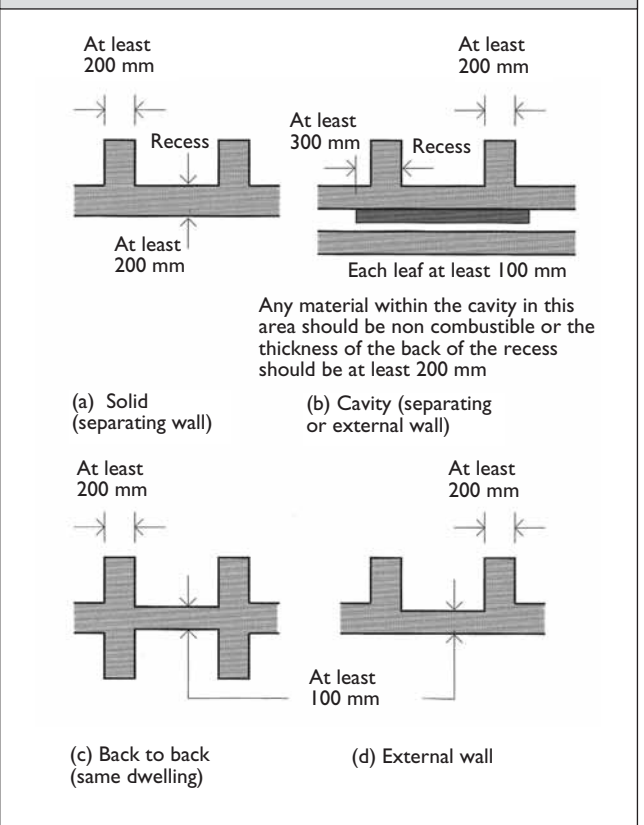 At least
200 mm
At least
200 mm
At least
300 mm
Recess
Recess
At least
200 mm
Each leaf at least 100 mm
Any material within the cavity in this
area should be non combustible or the
thickness of the back of the recess
should be at least 200 mm
(a) Solid
(separating wall)
(b) Cavity (separating
or external wall)
At least
200 mm
At least
200 mm
At least
100 mm
(c) Back to back
(same dwelling)
(d) External wall